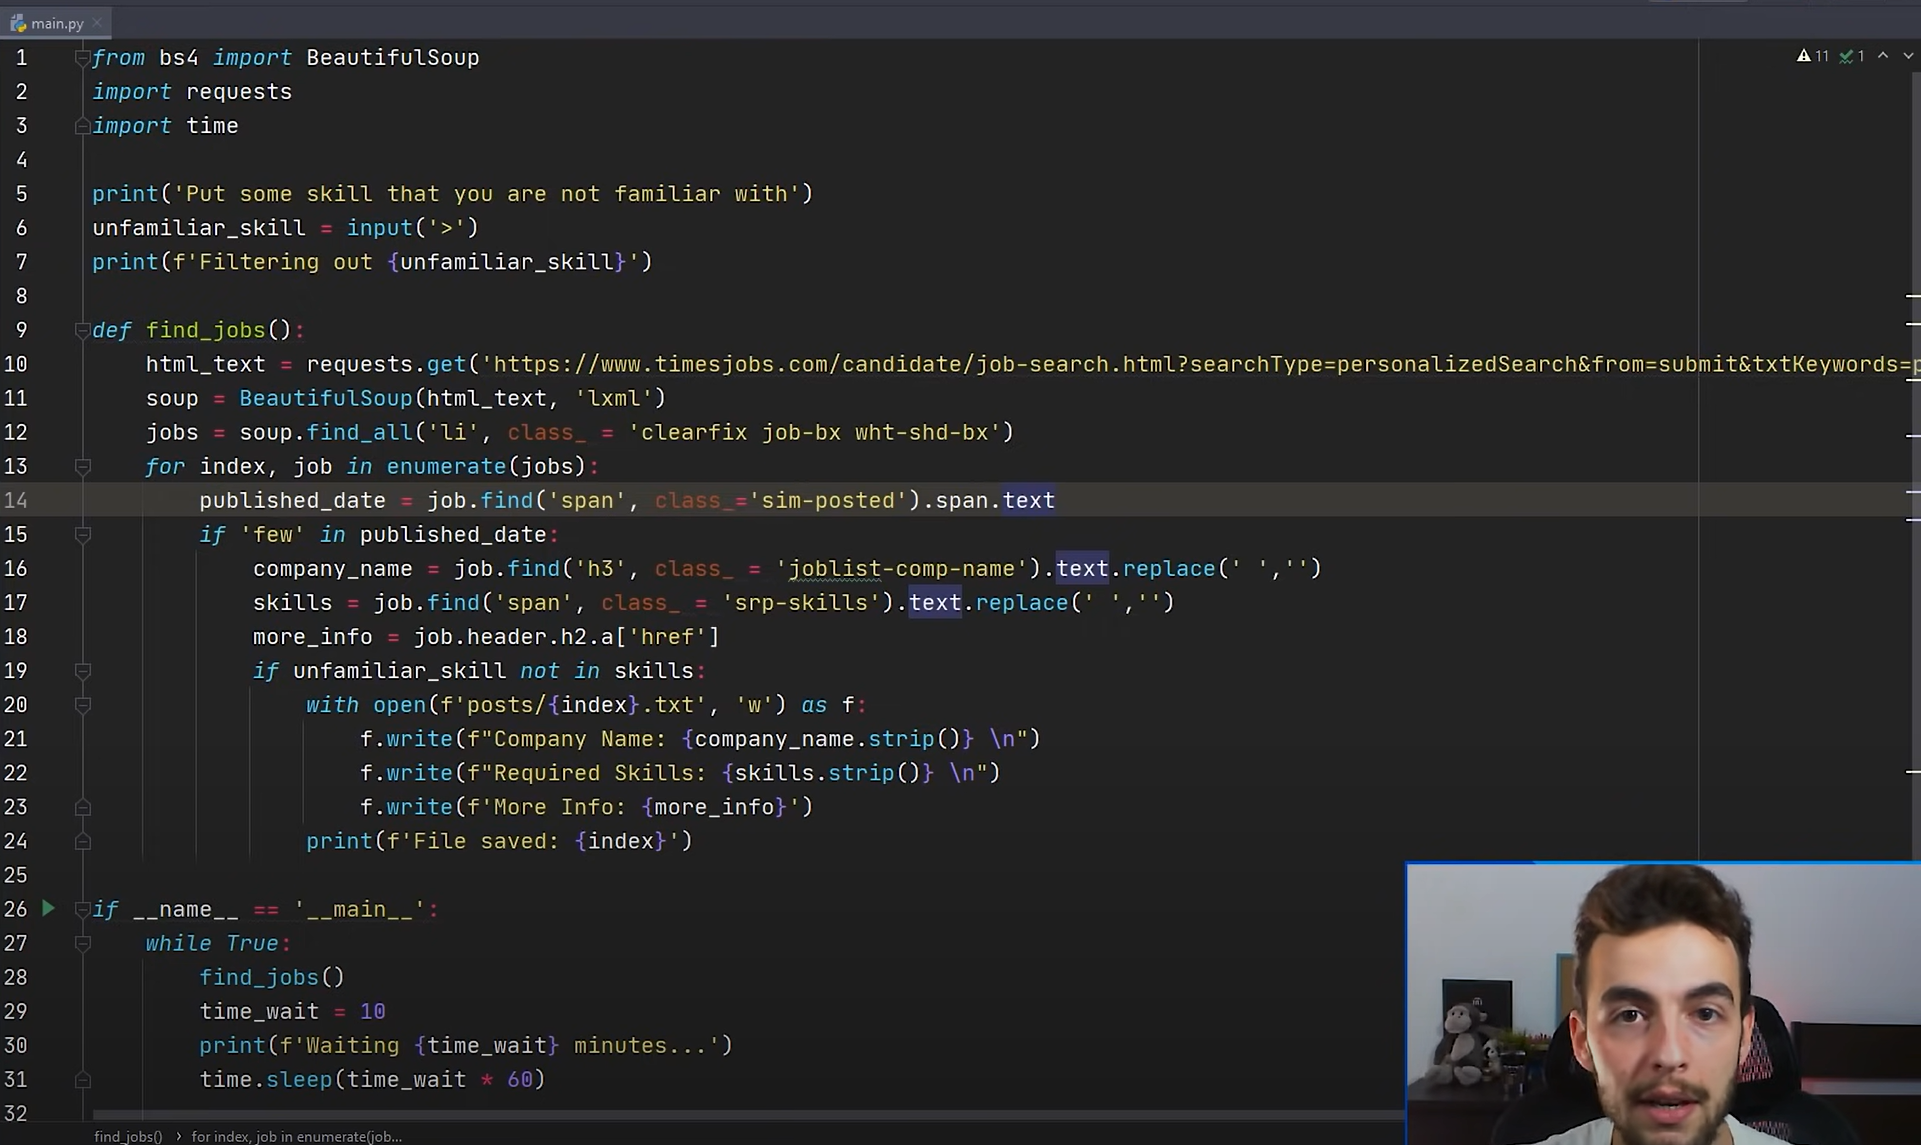 main.py
11 1
1 from bs4 import BeautifulSoup
2 import requests
3 import time
4
5 print('Put some skill that you are not familiar with')
6 unfamiliar_skill = input('>')
7 print(f'Filtering out {unfamiliar_skill}')
8
9 def find_jobs():
10     html_text = requests.get('https://www.timesjobs.com/candidate/job-search.html?searchType=personalizedSearch&from=submit&txtKeywords=p
11     soup = BeautifulSoup(html_text, 'lxml')
12     jobs = soup.find_all('li', class_ = 'clearfix job-bx wht-shd-bx')
13     for index, job in enumerate(jobs):
14         published_date = job.find('span', class_='sim-posted').span.text
15         if 'few' in published_date:
16             company_name = job.find('h3', class_ = 'joblist-comp-name').text.replace(' ','')
17             skills = job.find('span', class_ = 'srp-skills').text.replace(' ','')
18             more_info = job.header.h2.a['href']
19             if unfamiliar_skill not in skills:
20                 with open(f'posts/{index}.txt', 'w') as f:
21                     f.write(f"Company Name: {company_name.strip()} \n")
22                     f.write(f"Required Skills: {skills.strip()} \n")
23                     f.write(f'More Info: {more_info}')
24                 print(f'File saved: {index}')
25
26 if __name__ == '__main__':
27     while True:
28         find_jobs()
29         time_wait = 10
30         print(f'Waiting {time_wait} minutes...')
31         time.sleep(time_wait * 60)
32
find_jobs() › for index, job in enumerate(job...